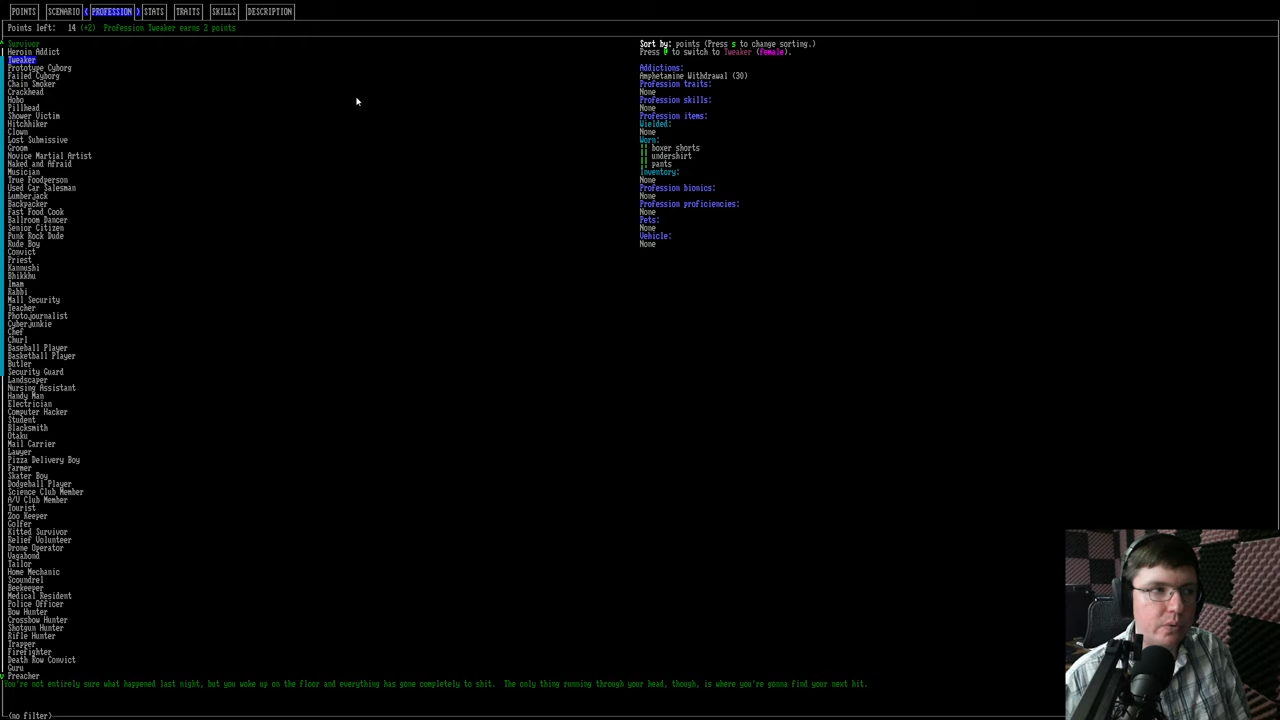 POINTS SCENARIO < PROFESSION > STATS TRAITS SKILLS DESCRIPTION
Points left: 14 (+2) Profession Tweaker earns 2 points
Survivor
Heroin Addict
Tweaker
Prototype Cyborg
Failed Cyborg
Chain Smoker
Crackhead
Hobo
Pillhead
Shower Victim
Hitchhiker
Clown
Lost Submissive
Groom
Novice Martial Artist
Naked and Afraid
Musician
True Foodperson
Used Car Salesman
Lumberjack
Backpacker
Fast Food Cook
Ballroom Dancer
Senior Citizen
Punk Rock Dude
Rude Boy
Convict
Priest
Kannushi
Bhikkhu
Imam
Rabbi
Mall Security
Teacher
Photojournalist
Cyberjunkie
Chef
Churl
Baseball Player
Basketball Player
Butler
Security Guard
Landscaper
Nursing Assistant
Handy Man
Electrician
Computer Hacker
Student
Blacksmith
Otaku
Mail Carrier
Lawyer
Pizza Delivery Boy
Farmer
Skater Boy
Dodgeball Player
Science Club Member
A/V Club Member
Tourist
Zoo Keeper
Golfer
Kitted Survivor
Relief Volunteer
Drone Operator
Vagabond
Tailor
Home Mechanic
Scoundrel
Beekeeper
Medical Resident
Police Officer
Bow Hunter
Crossbow Hunter
Shotgun Hunter
Rifle Hunter
Trapper
Firefighter
Death Row Convict
Guru
Preacher
Sort by: points (Press s to change sorting.)
Press @ to switch to Tweaker (female).
Addictions:
Amphetamine Withdrawal (30)
Profession traits:
None
Profession skills:
None
Profession items:
Wielded:
None
Worn:
|| boxer shorts
|| undershirt
|| pants
Inventory:
None
Profession bionics:
None
Profession proficiencies:
None
Pets:
None
Vehicle:
None
You're not entirely sure what happened last night, but you woke up on the floor and everything has gone completely to shit. The only thing running through your head, though, is where you're gonna find your next hit.
(no filter)